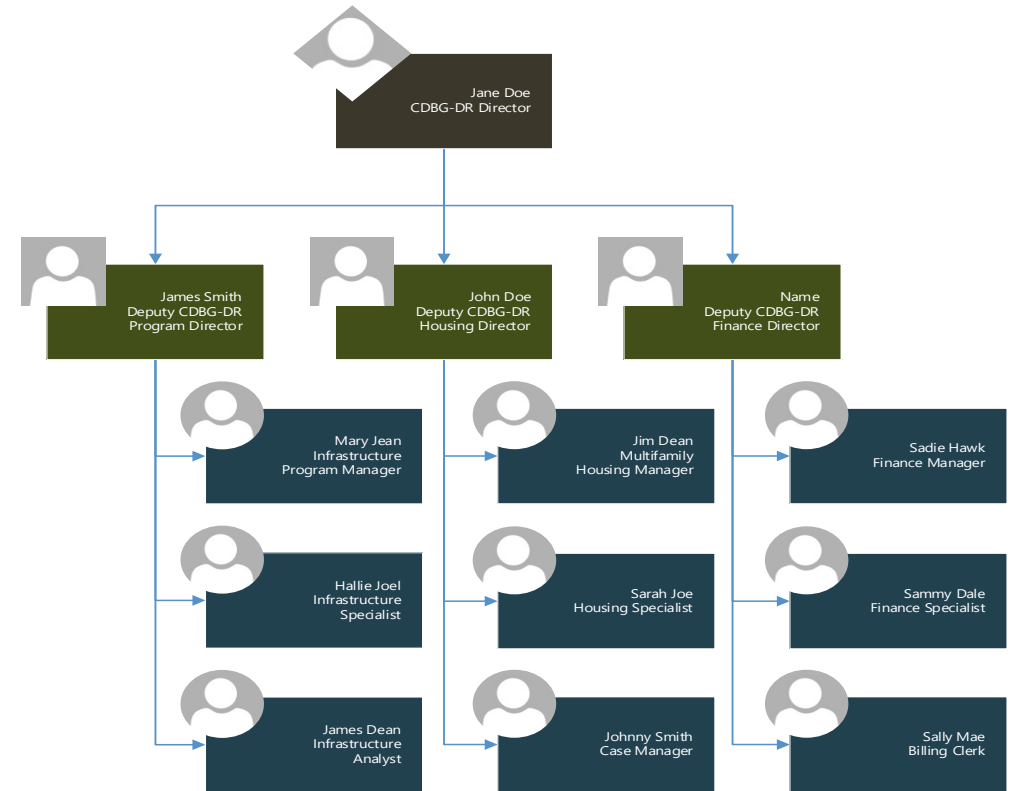 Jane Doe
CDBG-DR Director
James Smith
Deputy CDBG-DR
Program Director
John Doe
Deputy CDBG-DR
Housing Director
Name
Deputy CDBG-DR
Finance Director
Mary Jean
Infrastructure
Program Manager
Jim Dean
Multifamily
Housing Manager
Sadie Hawk
Finance Manager
Hallie Joel
Infrastructure
Specialist
Sarah Joe
Housing Specialist
Sammy Dale
Finance Specialist
James Dean
Infrastructure
Analyst
Johnny Smith
Case Manager
Sally Mae
Billing Clerk